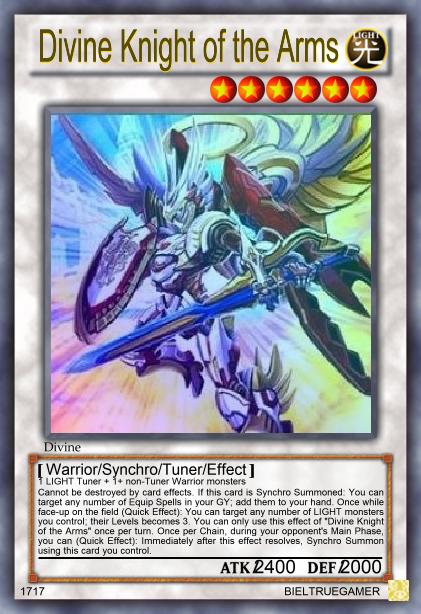 Divine Knight of the Arms
LIGHT
光
Divine
[ Warrior/Synchro/Tuner/Effect ]
1 LIGHT Tuner + 1+ non-Tuner Warrior monsters
Cannot be destroyed by card effects. If this card is Synchro Summoned: You can
target any number of Equip Spells in your GY; add them to your hand. Once while
face-up on the field (Quick Effect): You can target any number of LIGHT monsters
you control; their Levels becomes 3. You can only use this effect of "Divine Knight
of the Arms" once per turn. Once per Chain, during your opponent's Main Phase,
you can (Quick Effect): Immediately after this effect resolves, Synchro Summon
using this card you control.
ATK/2400 DEF/2000
1717 BIELTRUEGAMER